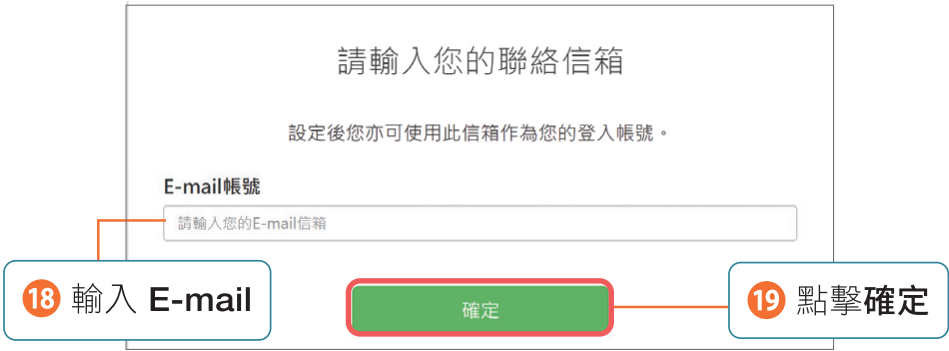 請輸入您的聯絡信箱
設定後您亦可使用此信箱作為您的登入帳號。
E-mail帳號
請輸入您的E-mail信箱
18 輸入 E-mail
確定
19 點擊確定